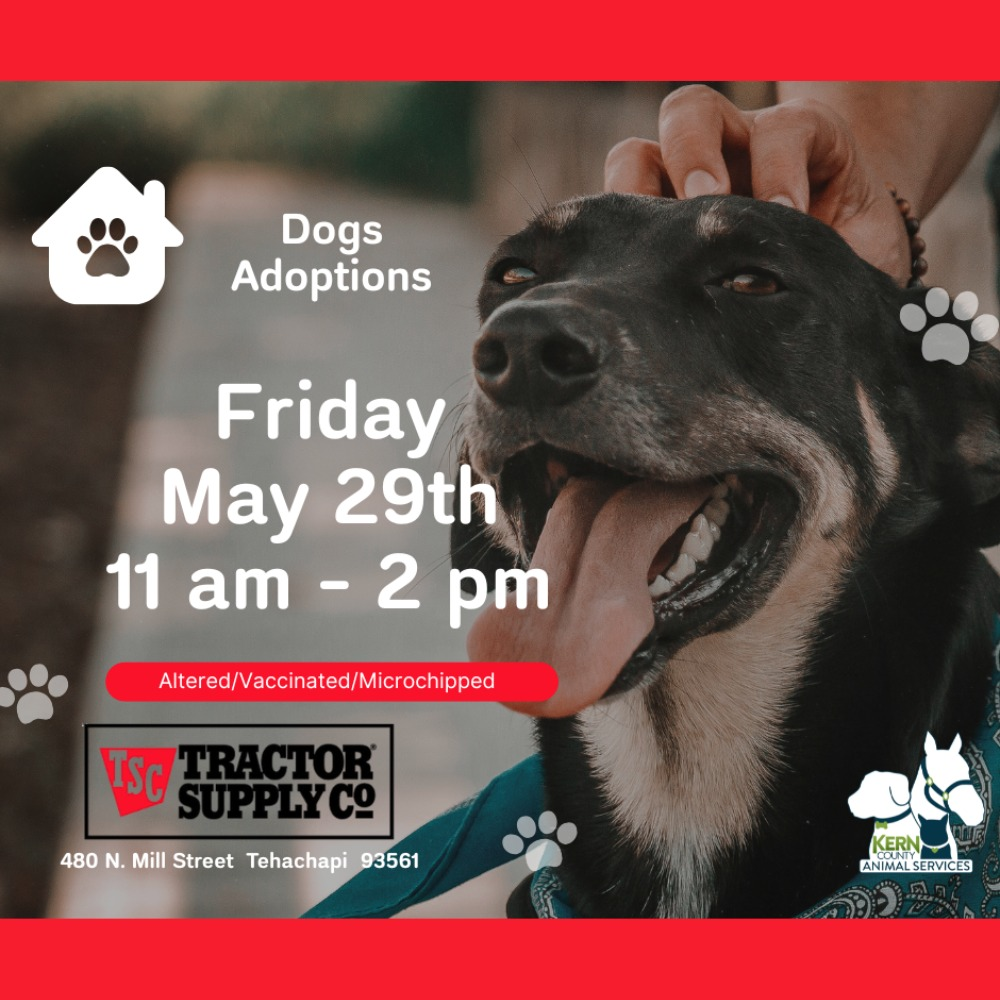 Dogs
Adoptions
Friday
May 29th
11 am - 2 pm
Altered/Vaccinated/Microchipped
TSC TRACTOR
SUPPLY CO
480 N. Mill Street Tehachapi 93561
KERN
COUNTY
ANIMAL SERVICES